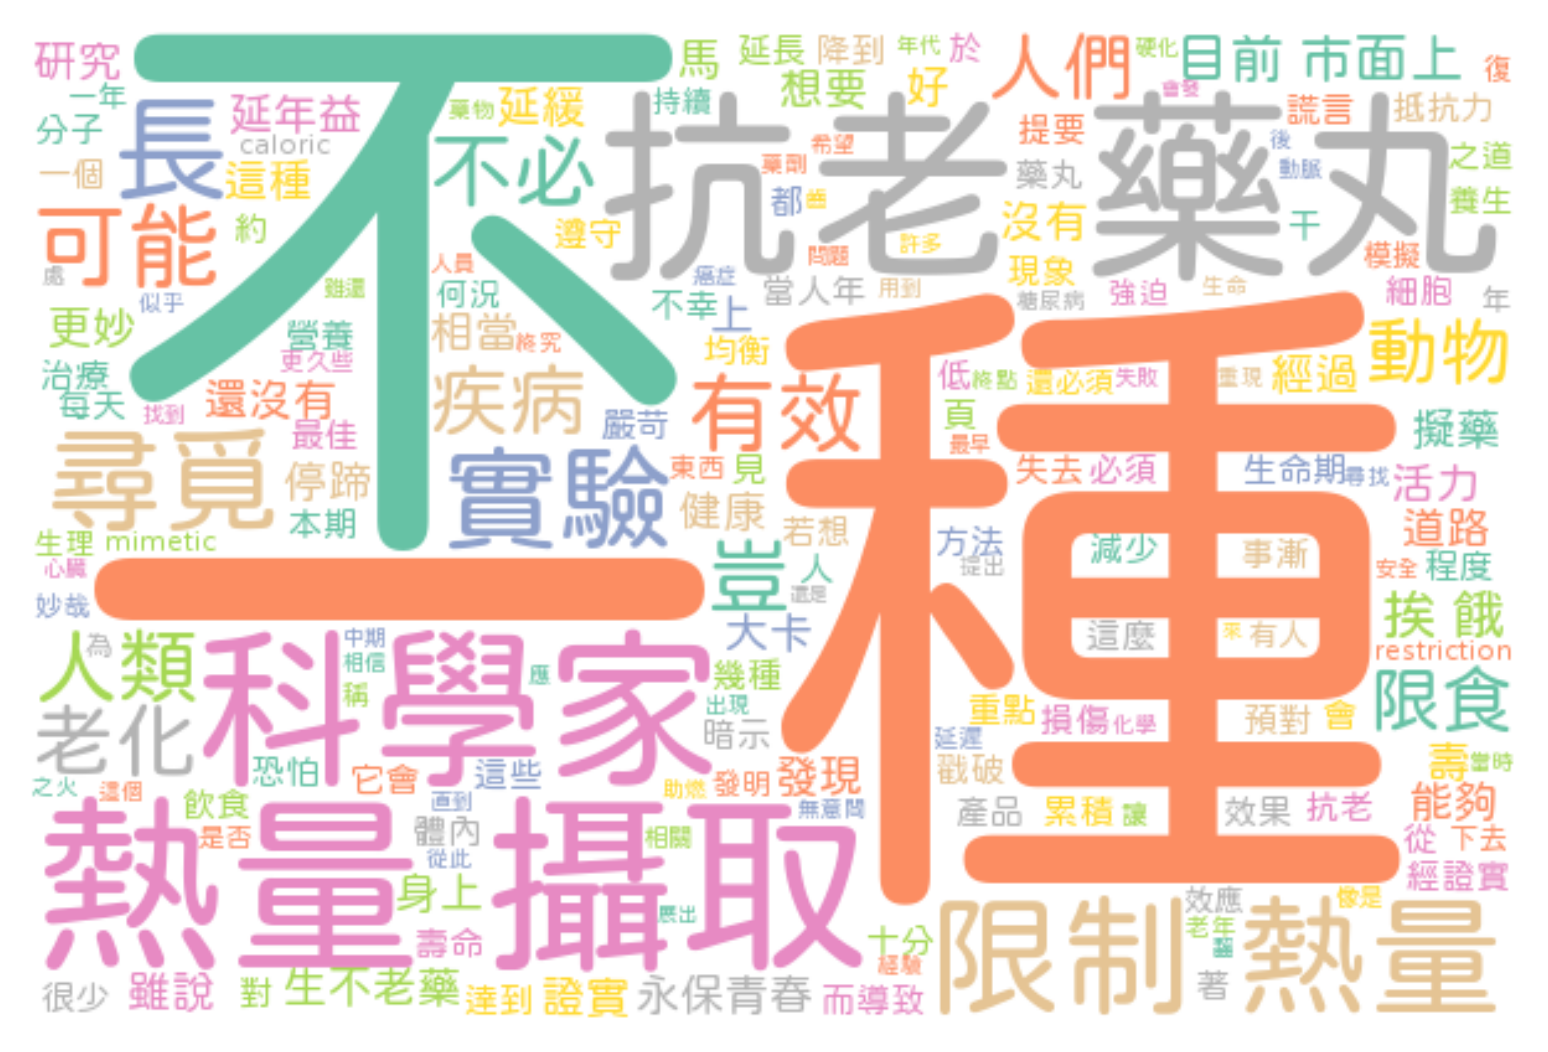 研究
不
馬
延長
降到
年代
於
人們
硬化
目前
市面上
復
一年
長
延年益
藥物
延緩
持續
想要
好
會發
謊言
抵抗力
分子
caloric
不必
抗老藥丸
希望
提要
後
之道
一個
這種
藥劑
藥丸
動脈
都
齒
養生
可能
約
遵守
許多
沒有
干
處
人員
問題
現象
模擬
似乎
雖還
何況
癌症
當人年
用到
糖尿病
強迫
生命
細胞
年
更妙
營養
相當
終究
不幸
上
一種
動物
治療
更久些
均衡
低
終點
還必須
失敗
重現
經過
每天
找到
還沒有
疾病
嚴苛
有效
頁
擬藥
最佳
最早
尋覓
停蹄
實驗
東西
見
失去
必須
生命期
尋找
活力
本期
健康
若想
道路
生理
mimetic
方法
提出
減少
事漸
心臟
豈
人
還是
安全
程度
妙哉
大卡
這麼
來
有人
挨
餓
人類
為
科學家
中期
相信
應
稱
幾種
restriction
限食
老化
出現
暗示
重點
損傷
化學
預對
會
延遲
恐怕
它會
這些
戳破
壽
當時
之火
這個
助燃
發明
發現
飲食
直到
無意間
產品
累積
讓
效果
抗老
能夠
熱量攝取
是否
體內
相關
從
下去
從此
身上
經證實
展出
效應
像是
壽命
十分
限制熱量
老年
經驗
很少
雖說
對
生不老藥
達到
證實
永保青春
而導致
著